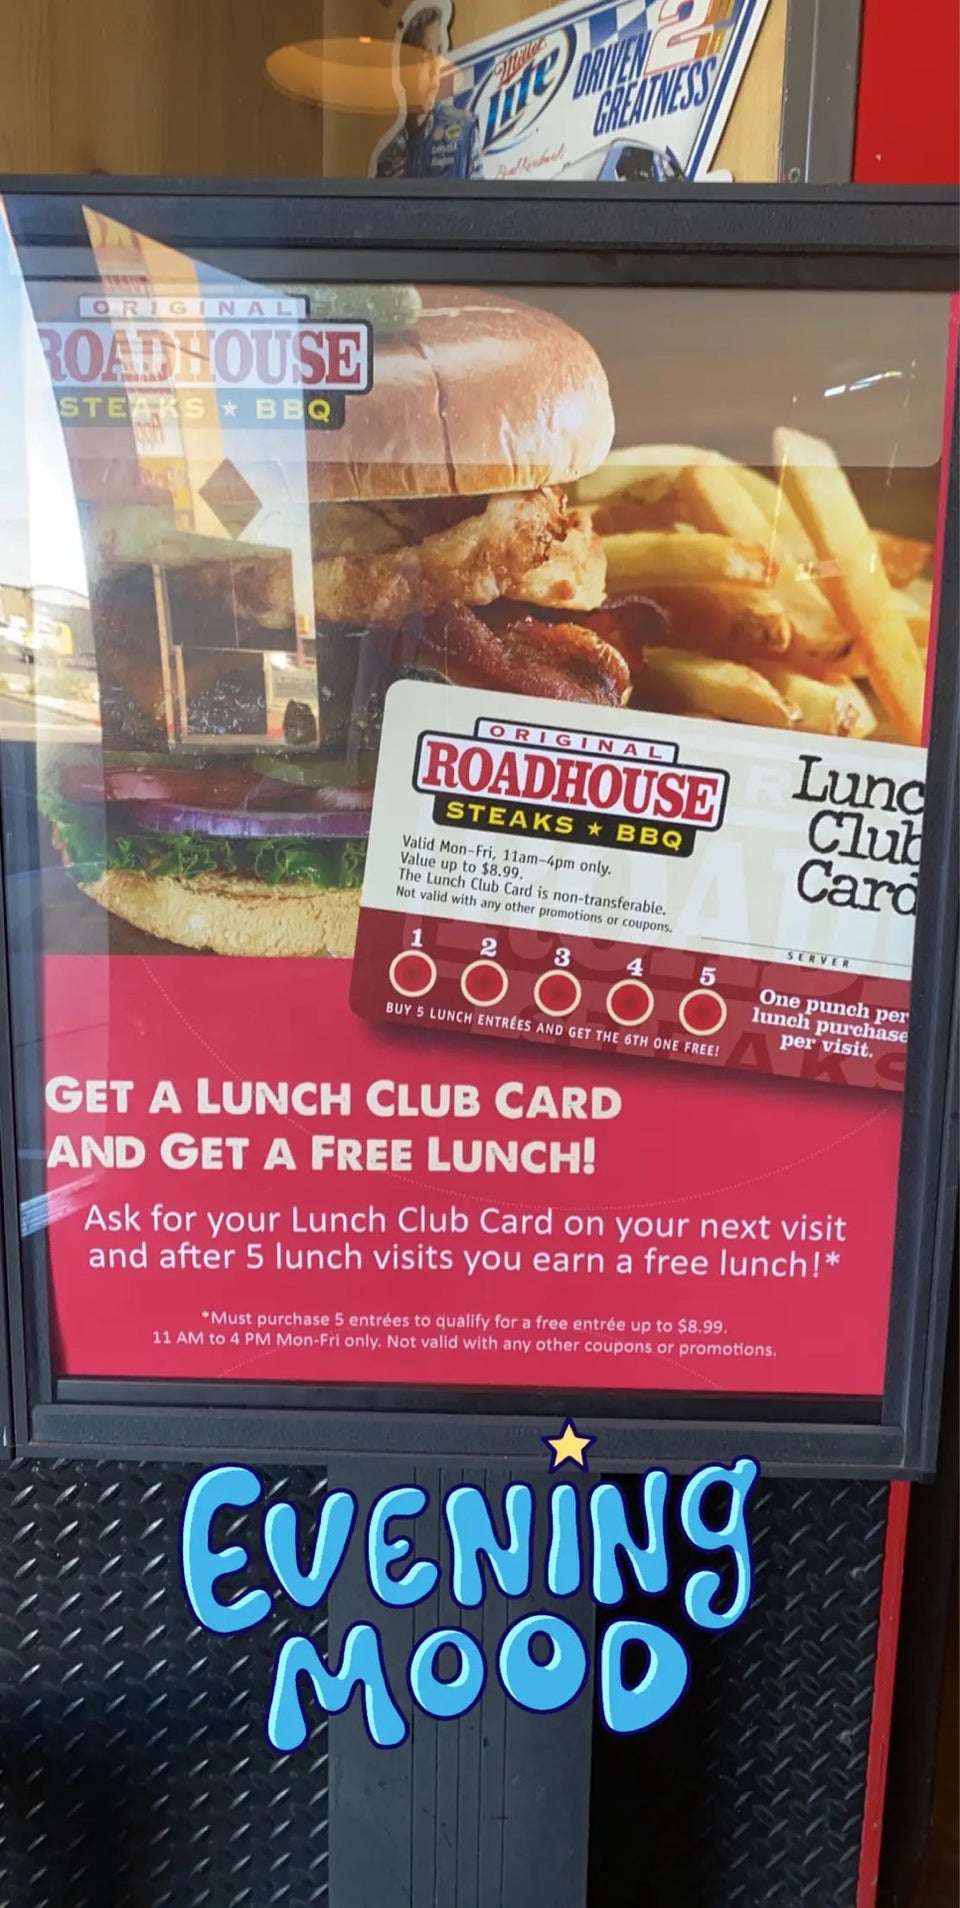 Miller
Lite
DRIVEN 2
GREATNESS
ORIGINAL
ROADHOUSE
STEAKS ★ BBQ
ORIGINAL
ROADHOUSE
STEAKS ★ BBQ
Lunc
Club
Card
Valid Mon-Fri, 11am-4pm only.
Value up to $8.99.
The Lunch Club Card is non-transferable.
Not valid with any other promotions or coupons.
SERVER
1 2 3 4 5
BUY 5 LUNCH ENTRÉES AND GET THE 6TH ONE FREE!
One punch per
lunch purchase
per visit.
GET A LUNCH CLUB CARD
AND GET A FREE LUNCH!
Ask for your Lunch Club Card on your next visit
and after 5 lunch visits you earn a free lunch!*
*Must purchase 5 entrées to qualify for a free entrée up to $8.99.
11 AM to 4 PM Mon-Fri only. Not valid with any other coupons or promotions.
EVENING
MOOD